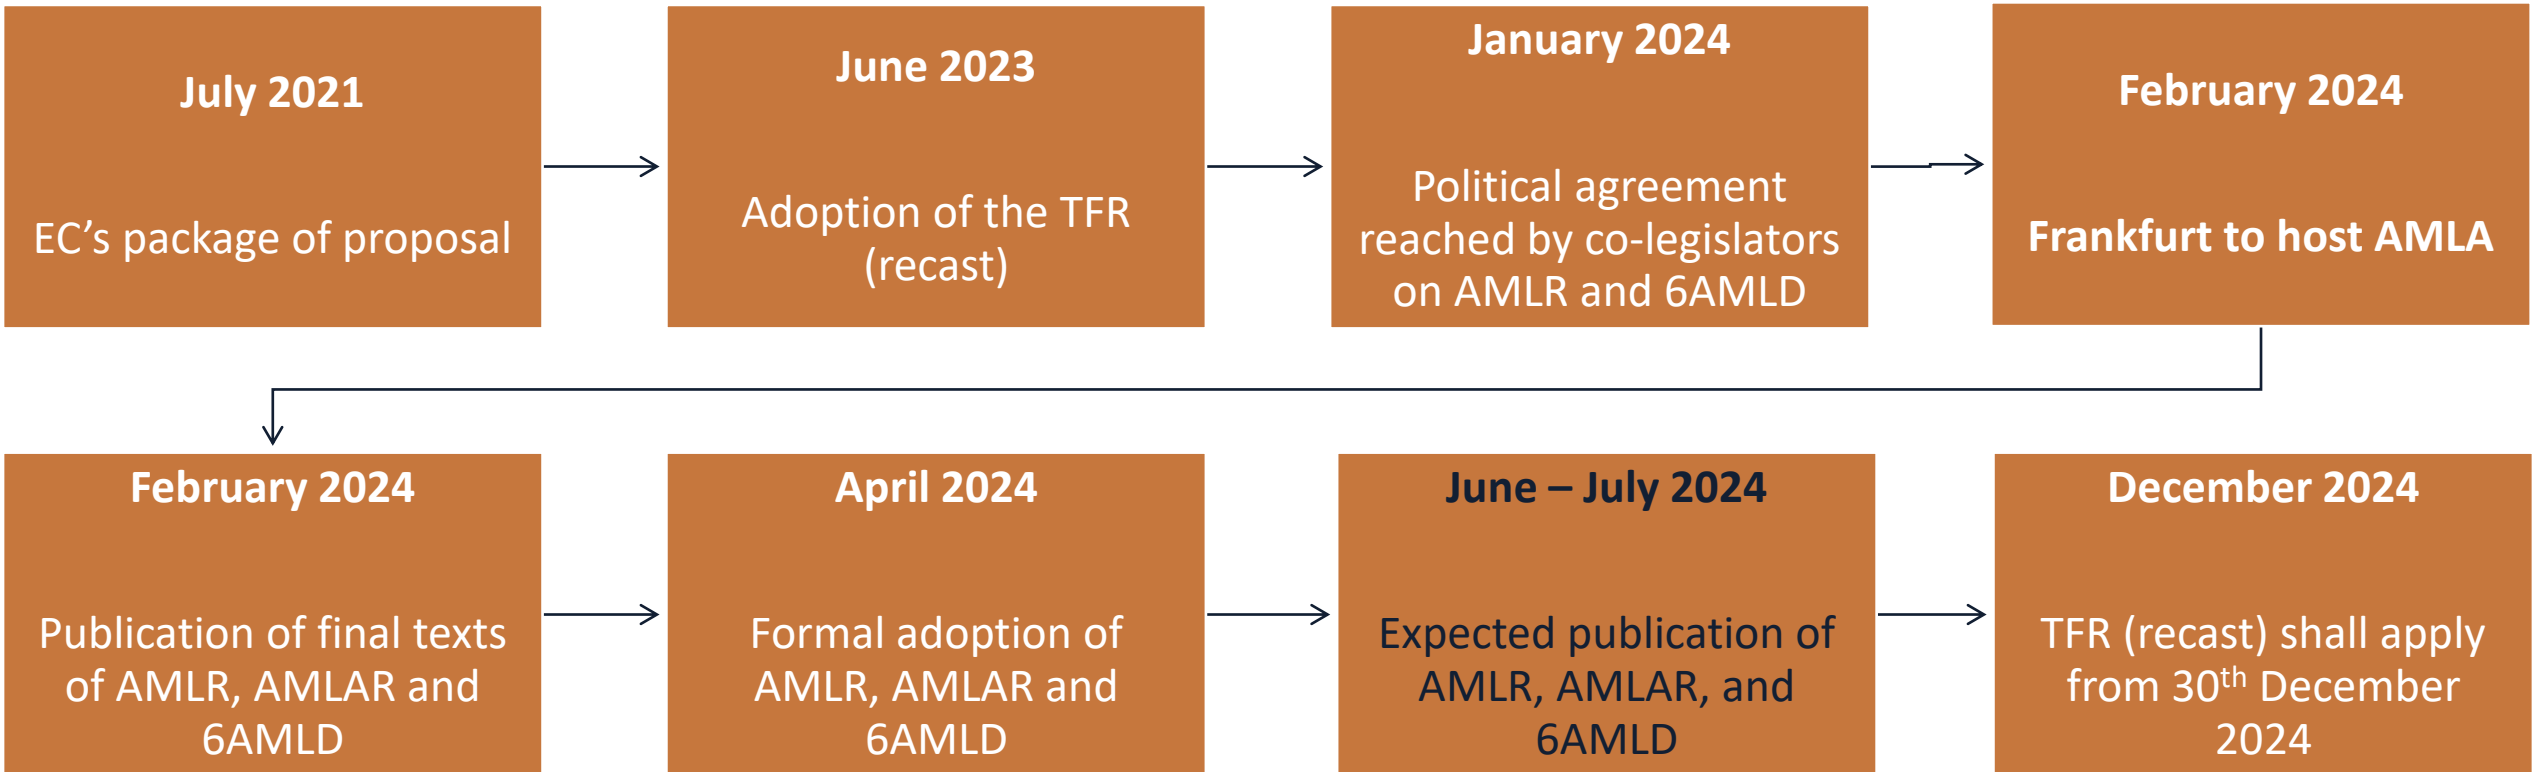 July 2021
EC’s package of proposal
June 2023
Adoption of the TFR
(recast)
January 2024
Political agreement
reached by co-legislators
on AMLR and 6AMLD
February 2024
Frankfurt to host AMLA
February 2024
Publication of final texts
of AMLR, AMLAR and
6AMLD
April 2024
Formal adoption of
AMLR, AMLAR and
6AMLD
June – July 2024
Expected publication of
AMLR, AMLAR, and
6AMLD
December 2024
TFR (recast) shall apply
from 30th December
2024